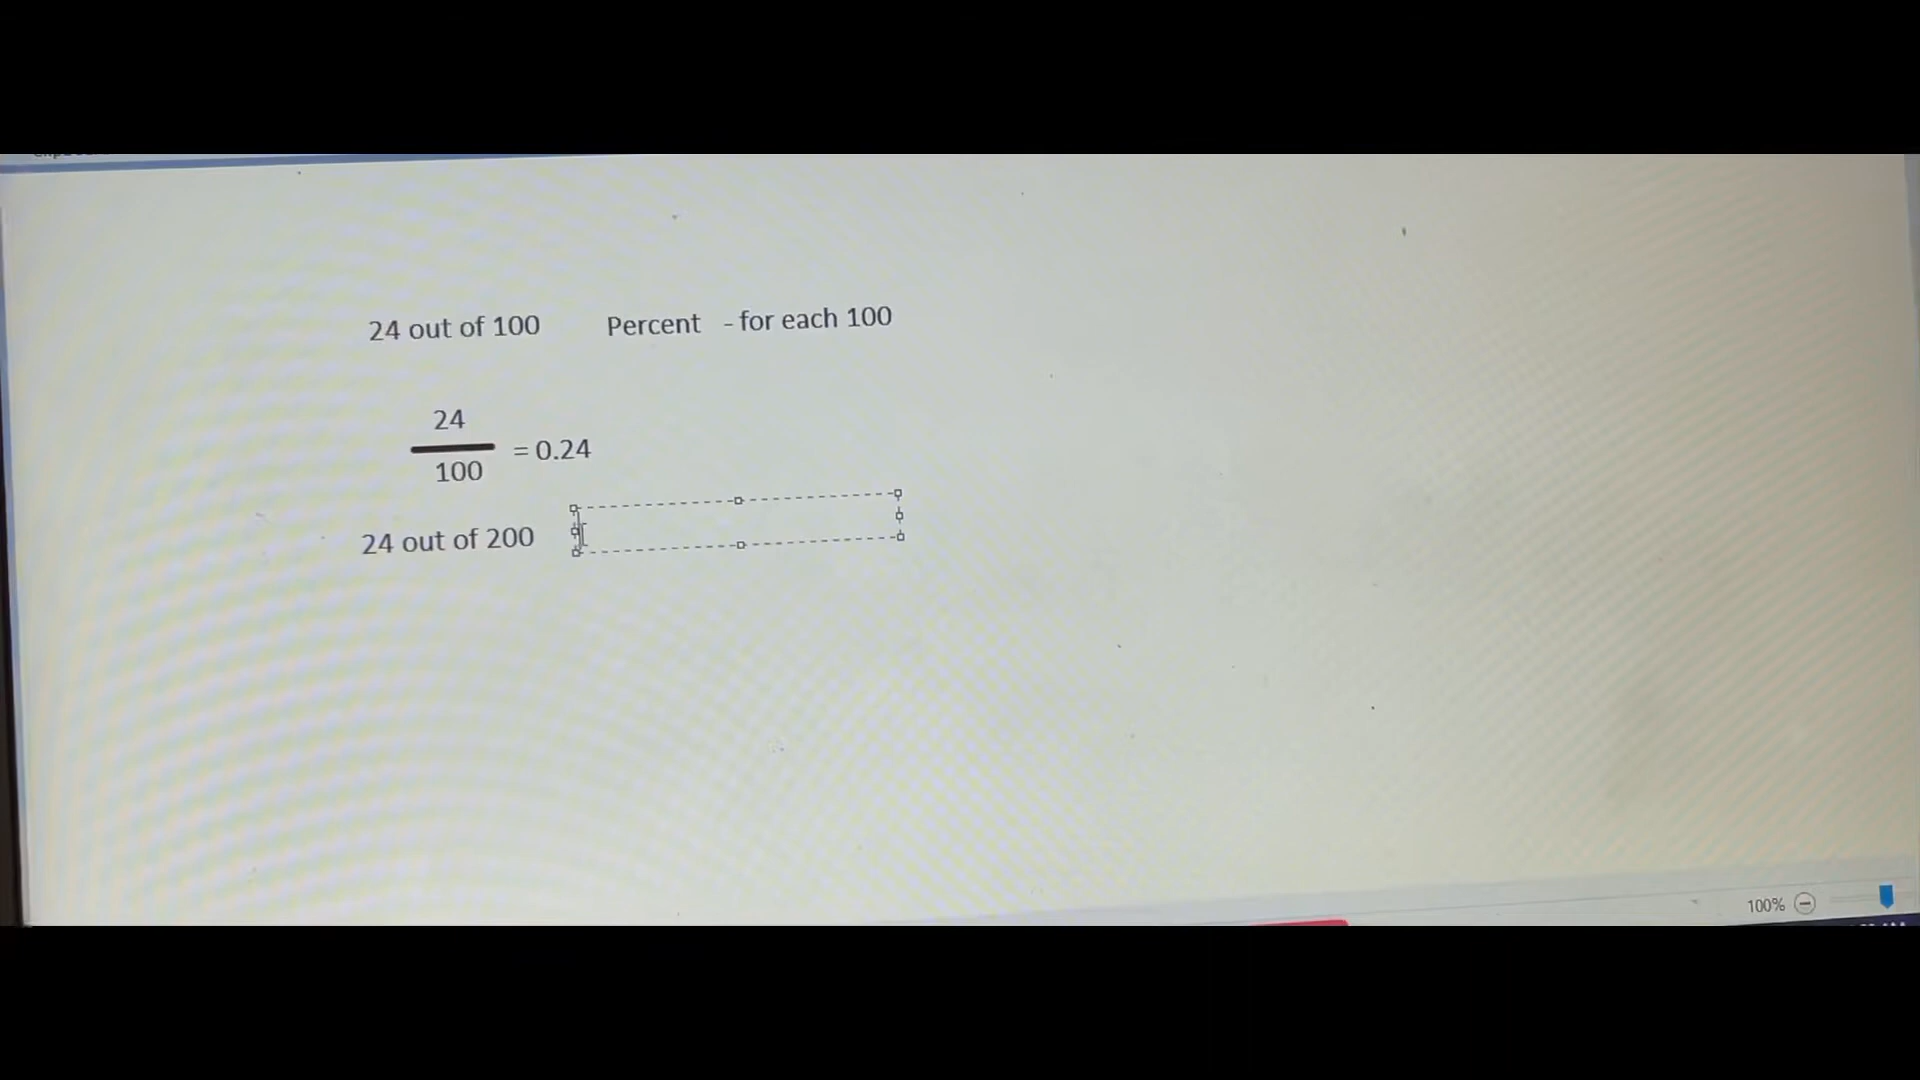 24 out of 100 Percent - for each 100
24
= 0.24
100
24 out of 200
100%